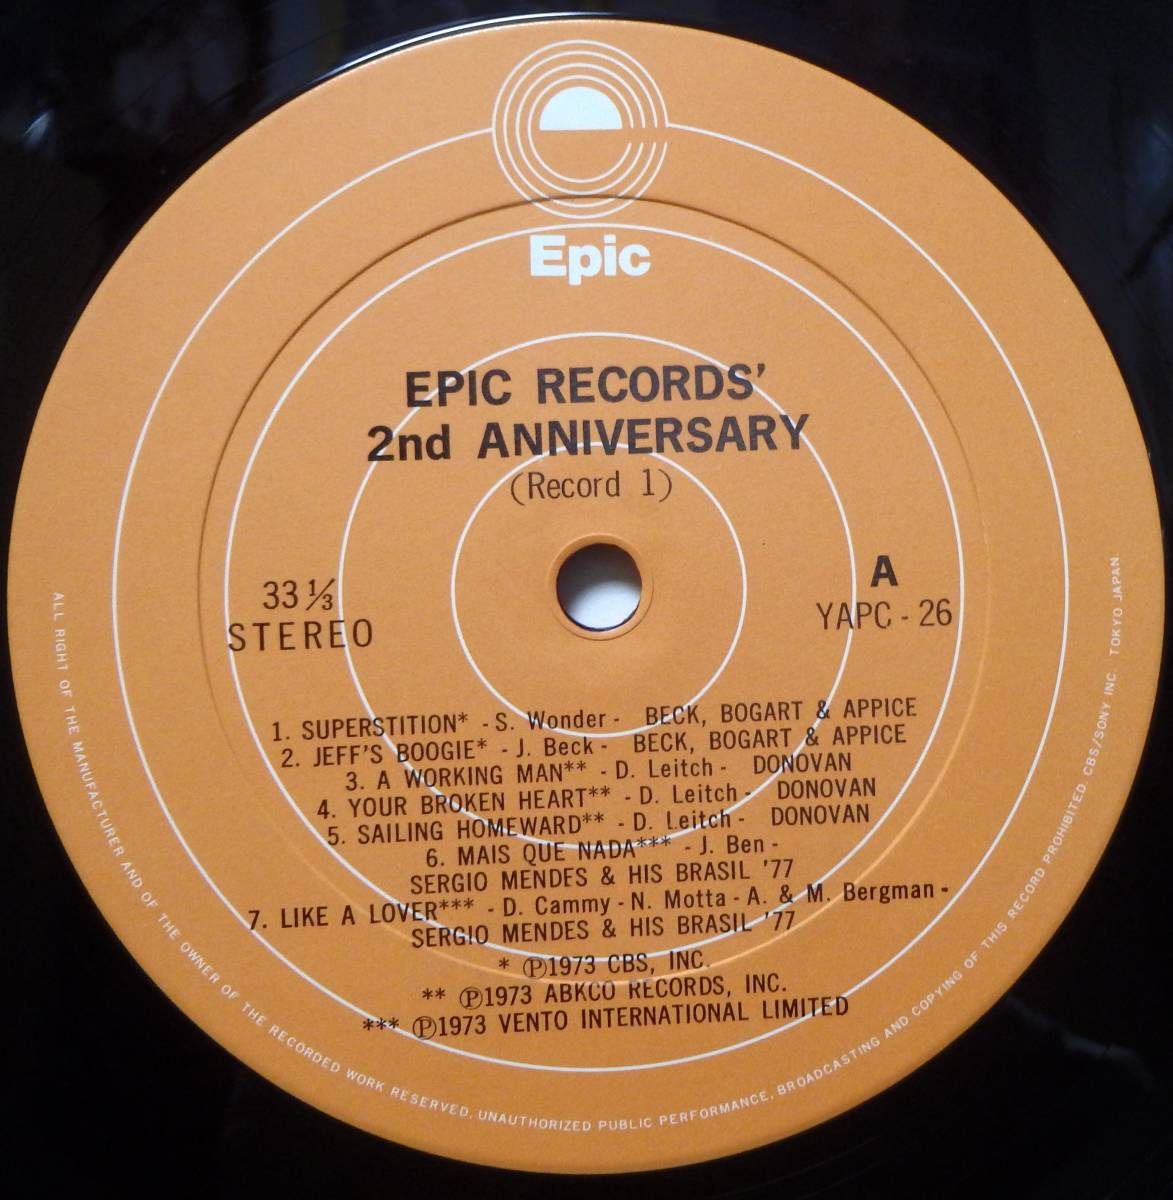 Epic
EPIC RECORDS'
2nd ANNIVERSARY
(Record 1)
33 1/3
STEREO
A
YAPC - 26
1. SUPERSTITION* - S. Wonder - BECK, BOGART & APPICE
2. JEFF'S BOOGIE* - J. Beck - BECK, BOGART & APPICE
3. A WORKING MAN** - D. Leitch - DONOVAN
4. YOUR BROKEN HEART** - D. Leitch - DONOVAN
5. SAILING HOMEWARD** - D. Leitch - DONOVAN
6. MAIS QUE NADA*** - J. Ben -
SERGIO MENDES & HIS BRASIL '77
7. LIKE A LOVER*** - D. Cammy - N. Motta - A. & M. Bergman -
SERGIO MENDES & HIS BRASIL '77
* ℗1973 CBS, INC.
** ℗1973 ABKCO RECORDS, INC.
*** ℗1973 VENTO INTERNATIONAL LIMITED
ALL RIGHT OF THE MANUFACTURER AND OF THE OWNER OF THE RECORDED WORK RESERVED. UNAUTHORIZED PUBLIC PERFORMANCE, BROADCASTING AND COPYING OF THIS RECORD PROHIBITED. CBS/SONY INC. TOKYO JAPAN.